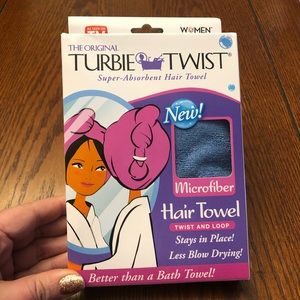 THE ORIGINAL
WOMEN
TURBIE TWIST®
Super-Absorbent Hair Towel
New!
Microfiber
Hair Towel
TWIST AND LOOP
Stays in Place!
Less Blow Drying!
Better than a Bath Towel!